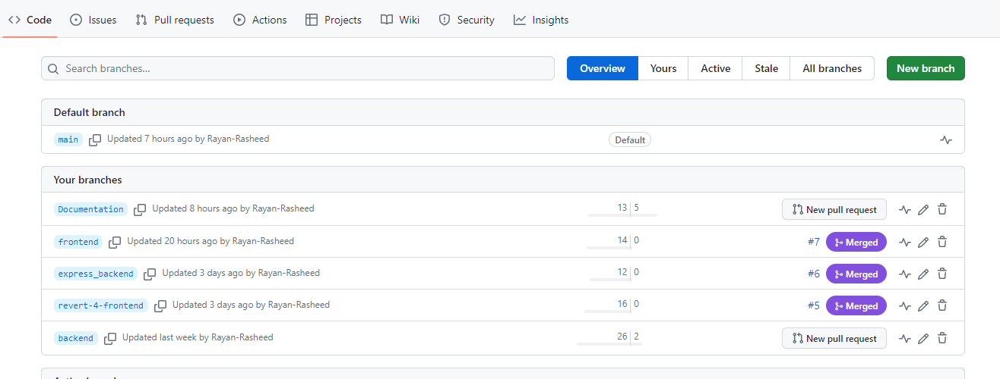 Code Issues Pull requests Actions Projects Wiki Security Insights
Search branches... Overview Yours Active Stale All branches New branch
Default branch
main Updated 7 hours ago by Rayan-Rasheed Default
Your branches
Documentation Updated 8 hours ago by Rayan-Rasheed 13 5 New pull request
frontend Updated 20 hours ago by Rayan-Rasheed 14 0 #7 Merged
express_backend Updated 3 days ago by Rayan-Rasheed 12 0 #6 Merged
revert-4-frontend Updated 3 days ago by Rayan-Rasheed 16 0 #5 Merged
backend Updated last week by Rayan-Rasheed 26 2 New pull request